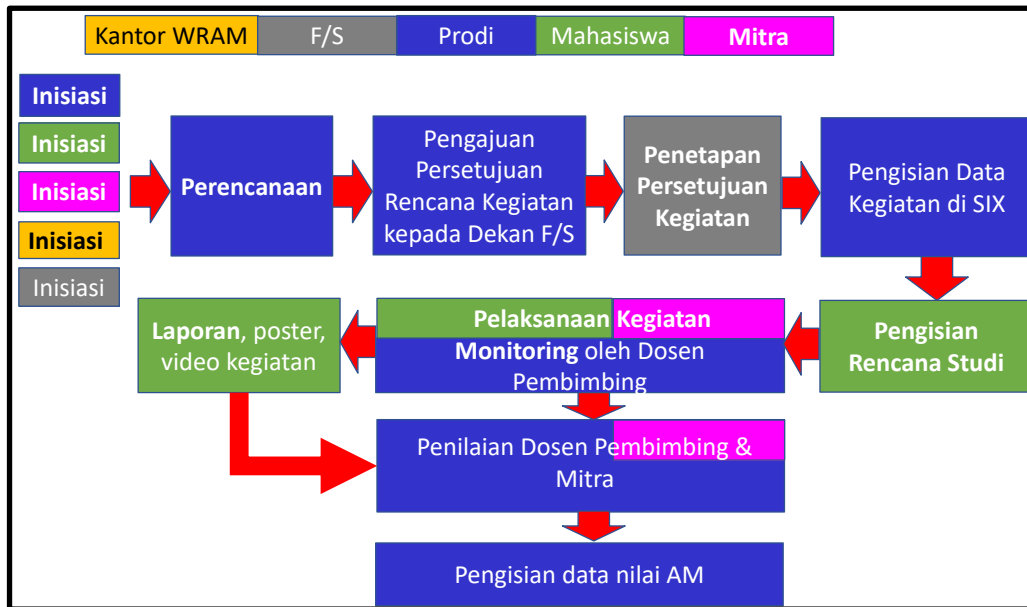 Kantor WRAM
F/S
Prodi
Mahasiswa
Mitra
Inisiasi
Inisiasi
Inisiasi
Inisiasi
Inisiasi
Perencanaan
Pengajuan
Persetujuan
Rencana Kegiatan
kepada Dekan F/S
Penetapan
Persetujuan
Kegiatan
Pengisian Data
Kegiatan di SIX
Pengisian
Rencana Studi
Pelaksanaan Kegiatan
Monitoring oleh Dosen
Pembimbing
Laporan, poster,
video kegiatan
Penilaian Dosen Pembimbing &
Mitra
Pengisian data nilai AM